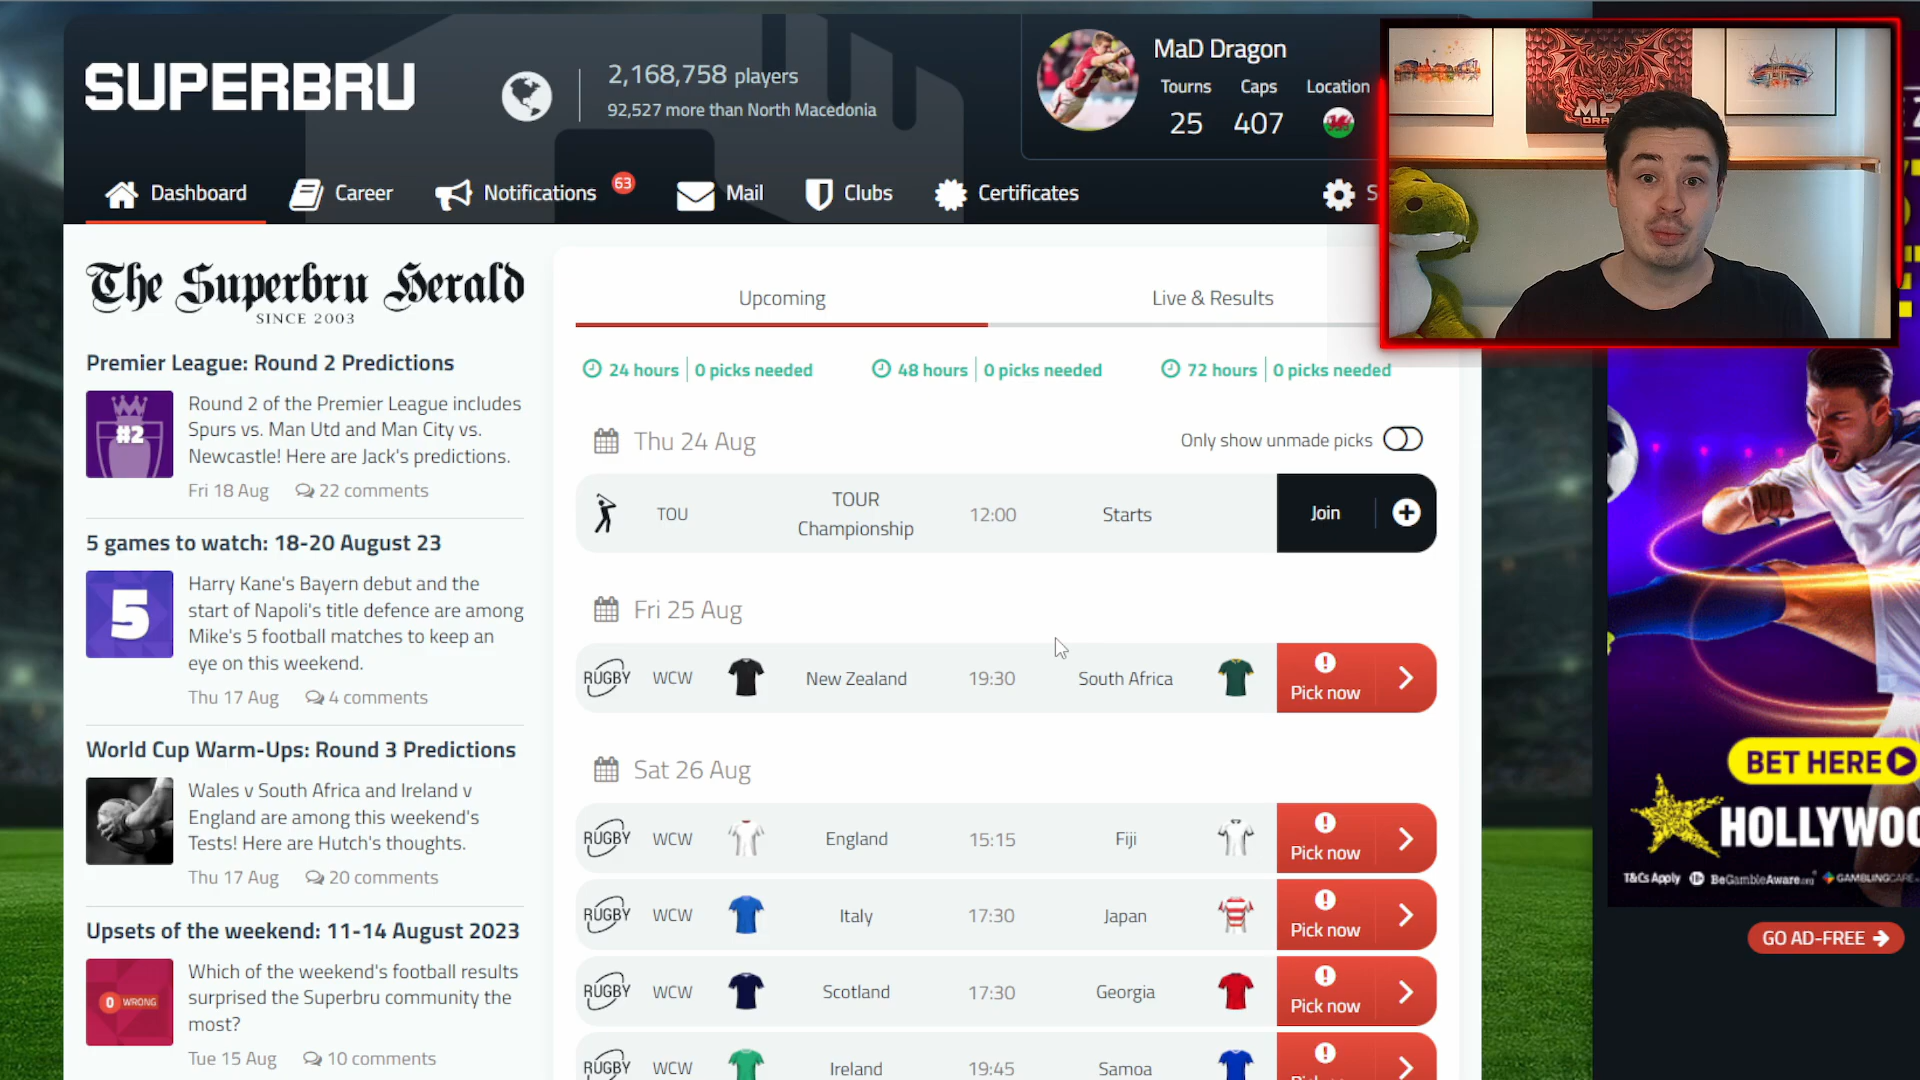 SUPERBRU
2,168,758 players
92,527 more than North Macedonia
MaD Dragon
Tourns Caps Location
25 407
Dashboard Career Notifications 63 Mail Clubs Certificates S
The Superbru Herald
SINCE 2003
Premier League: Round 2 Predictions
#2
Round 2 of the Premier League includes
Spurs vs. Man Utd and Man City vs.
Newcastle! Here are Jack's predictions.
Fri 18 Aug 22 comments
5 games to watch: 18-20 August 23
5
Harry Kane's Bayern debut and the
start of Napoli's title defence are among
Mike's 5 football matches to keep an
eye on this weekend.
Thu 17 Aug 4 comments
World Cup Warm-Ups: Round 3 Predictions
Wales v South Africa and Ireland v
England are among this weekend's
Tests! Here are Hutch's thoughts.
Thu 17 Aug 20 comments
Upsets of the weekend: 11-14 August 2023
0 WRONG
Which of the weekend's football results
surprised the Superbru community the
most?
Tue 15 Aug 10 comments
Upcoming Live & Results
24 hours 0 picks needed 48 hours 0 picks needed 72 hours 0 picks needed
Thu 24 Aug Only show unmade picks
TOU TOUR Championship 12:00 Starts Join
Fri 25 Aug
RUGBY WCW New Zealand 19:30 South Africa Pick now
Sat 26 Aug
RUGBY WCW England 15:15 Fiji Pick now
RUGBY WCW Italy 17:30 Japan Pick now
RUGBY WCW Scotland 17:30 Georgia Pick now
RUGBY WCW Ireland 19:45 Samoa
BET HERE
HOLLYWOO
T&Cs Apply BeGambleAware.org GAMBLINGCARE
GO AD-FREE